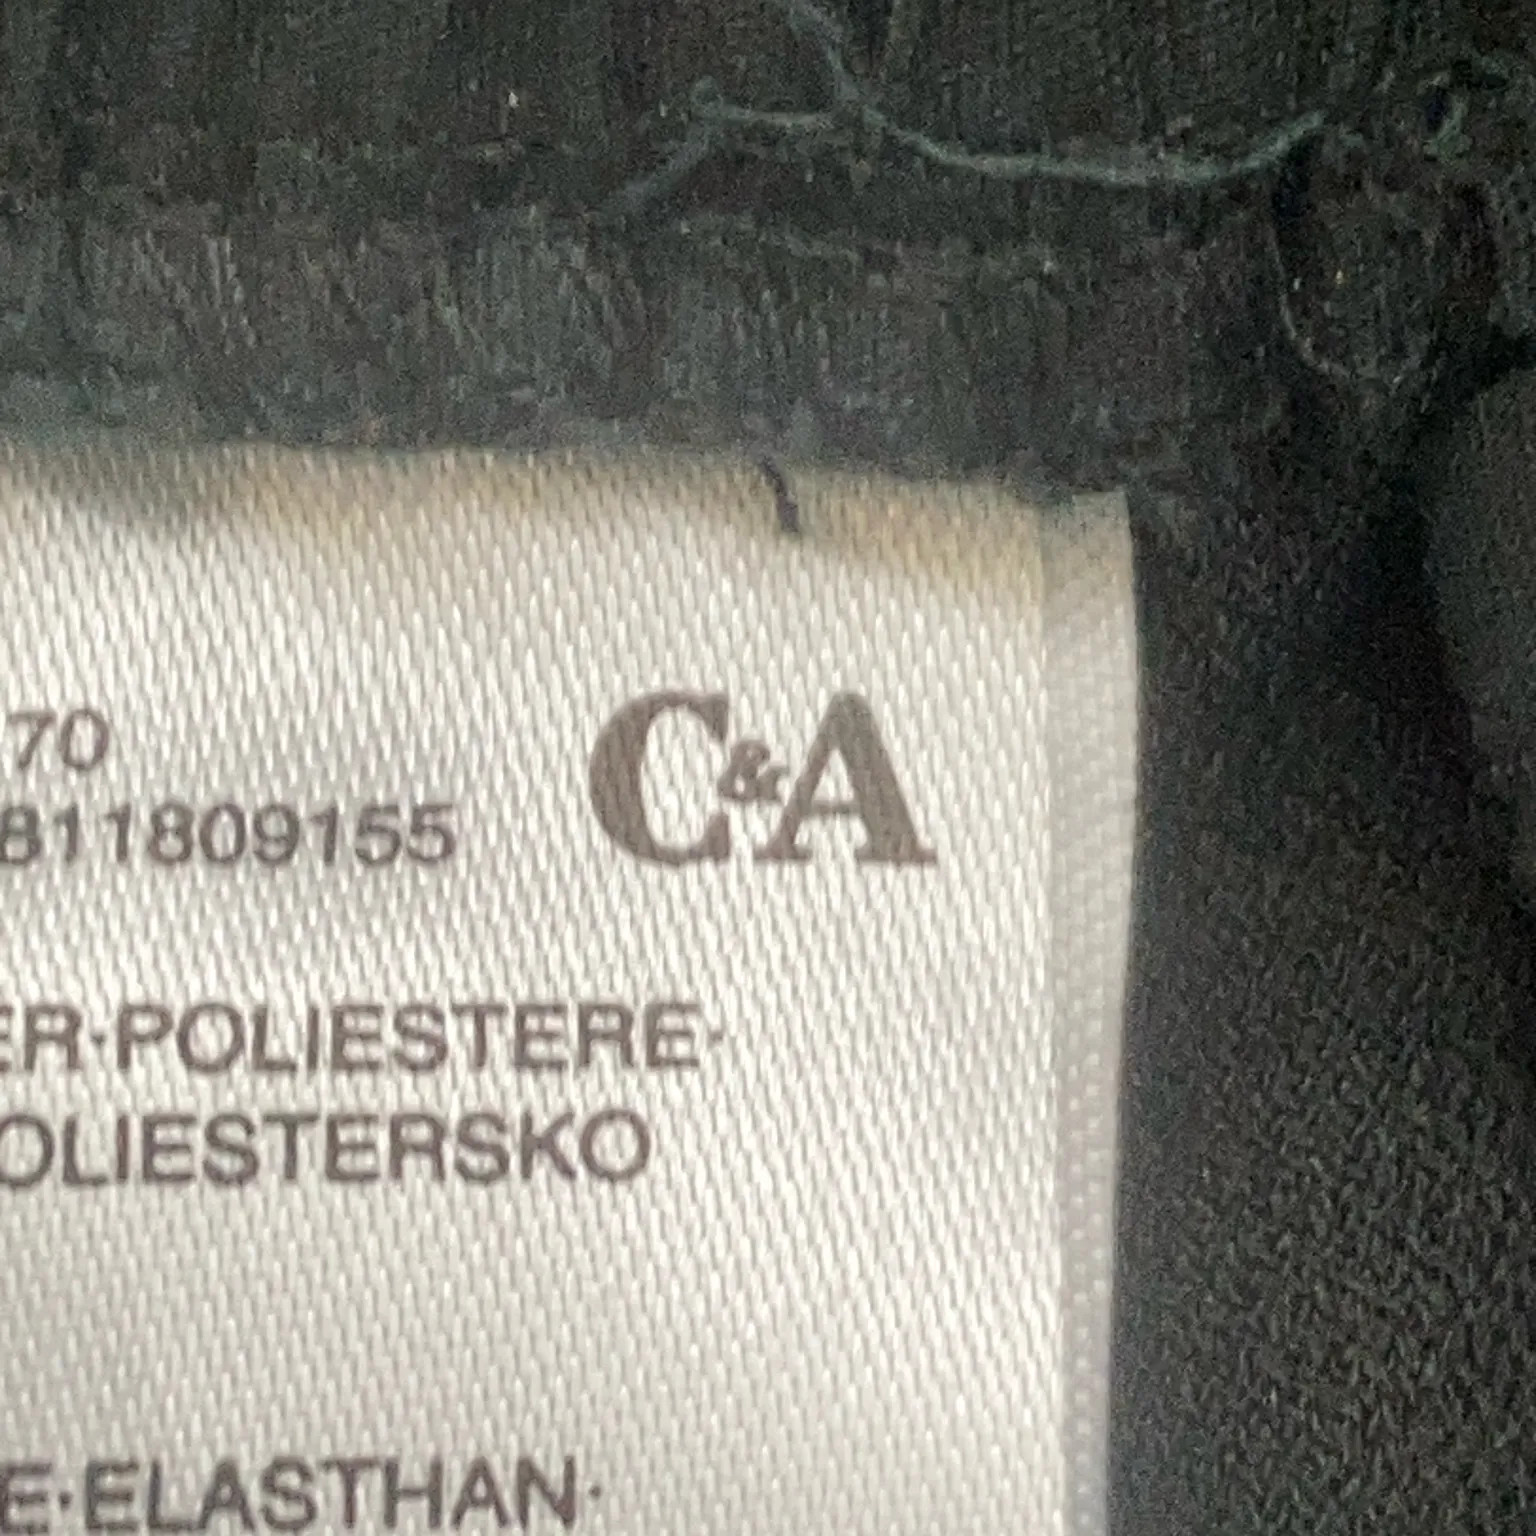 70
C&A
811809155
ER·POLIESTERE·
OLIESTERSKO
E·ELASTHAN·